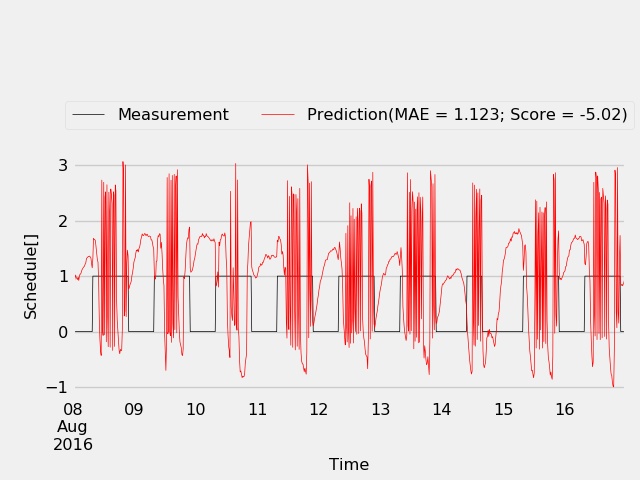 Measurement
Prediction(MAE = 1.123; Score = -5.02)
3
2
1
0
−1
Schedule[]
08 09 10 11 12 13 14 15 16
Aug
2016
Time